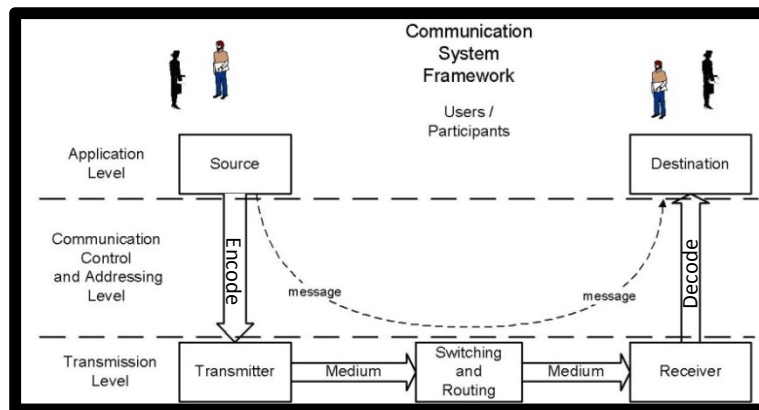 Communication
System
Framework
Users /
Participants
Application
Level
Source
Destination
Communication
Control
and Addressing
Level
Encode
message
message
Decode
Transmission
Level
Transmitter
Medium
Switching
and
Routing
Medium
Receiver